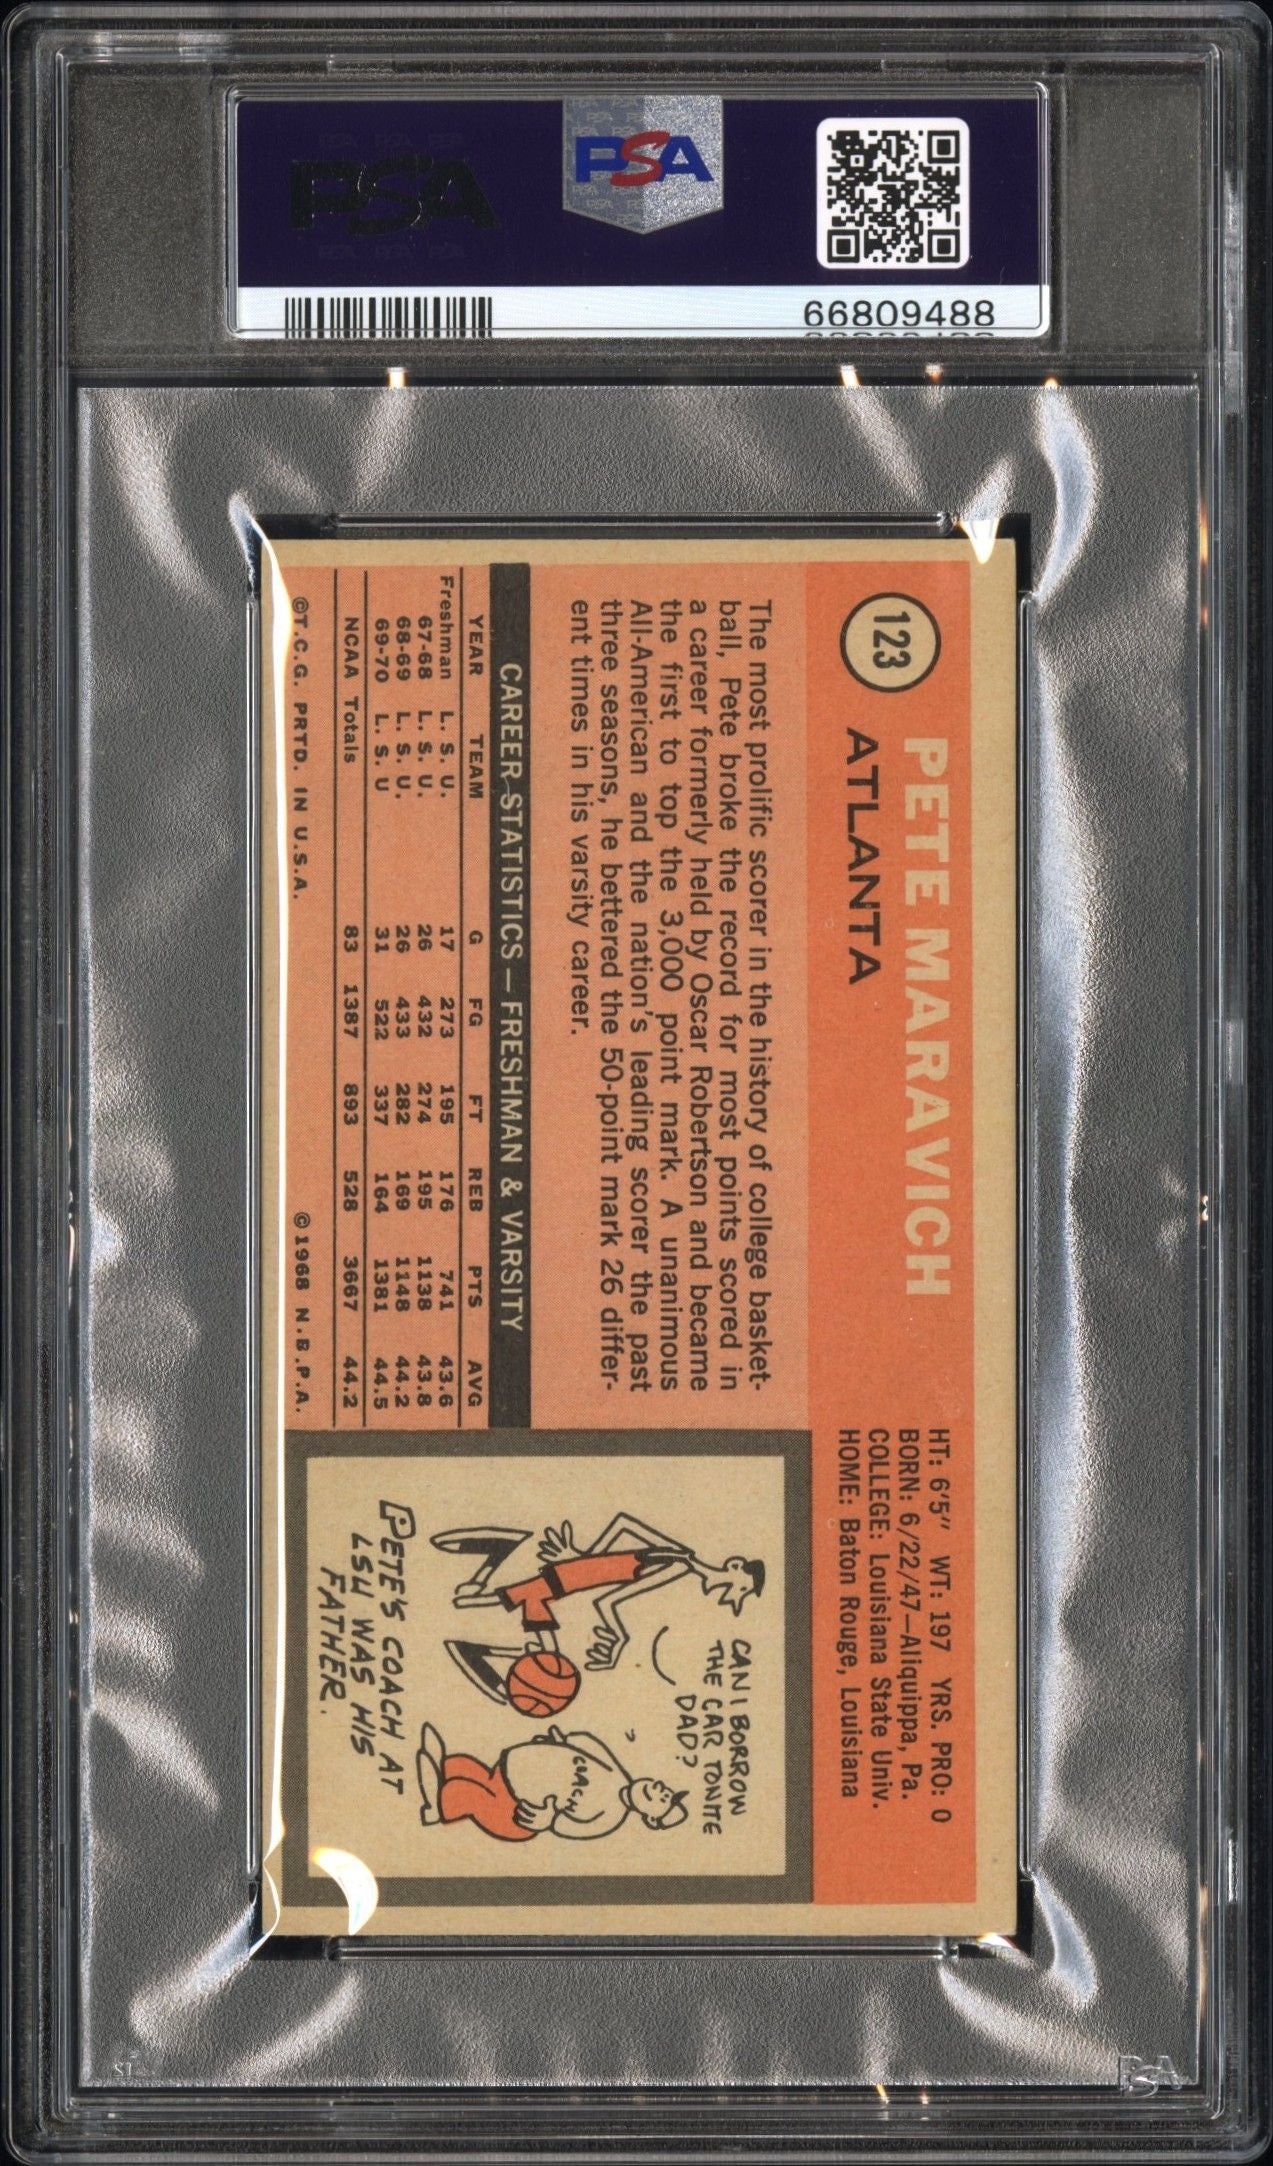 PSA
PSA
66809488
123
PETE MARAVICH
ATLANTA
HT: 6'5" WT: 197 YRS. PRO: 0
BORN: 6/22/47—Aliquippa, Pa.
COLLEGE: Louisiana State Univ.
HOME: Baton Rouge, Louisiana
The most prolific scorer in the history of college basket-
ball, Pete broke the record for most points scored in
a career formerly held by Oscar Robertson and became
the first to top the 3,000 point mark. A unanimous
All-American and the nation's leading scorer the past
three seasons, he bettered the 50-point mark 26 differ-
ent times in his varsity career.
CAREER STATISTICS — FRESHMAN & VARSITY
YEAR TEAM G FG FT REB PTS AVG
Freshman L. S. U. 17 273 195 176 741 43.6
67-68 L. S. U. 26 432 274 195 1138 43.8
68-69 L. S. U. 26 433 282 169 1148 44.2
69-70 L. S. U 31 522 337 164 1381 44.5
NCAA Totals 83 1387 893 528 3667 44.2
©T.C.G. PRTD. IN U.S.A. ©1968 N.B.P.A.
CAN I BORROW
THE CAR TONITE
DAD?
COACH
PETE'S COACH AT
LSU WAS HIS
FATHER.
PSA